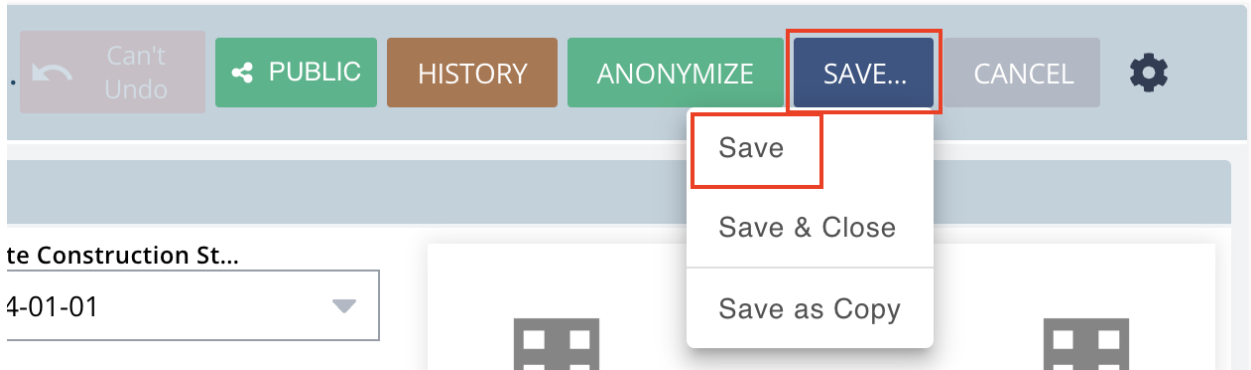 Can't
Undo
PUBLIC
HISTORY
ANONYMIZE
SAVE...
CANCEL
Save
Save & Close
Save as Copy
te Construction St...
4-01-01